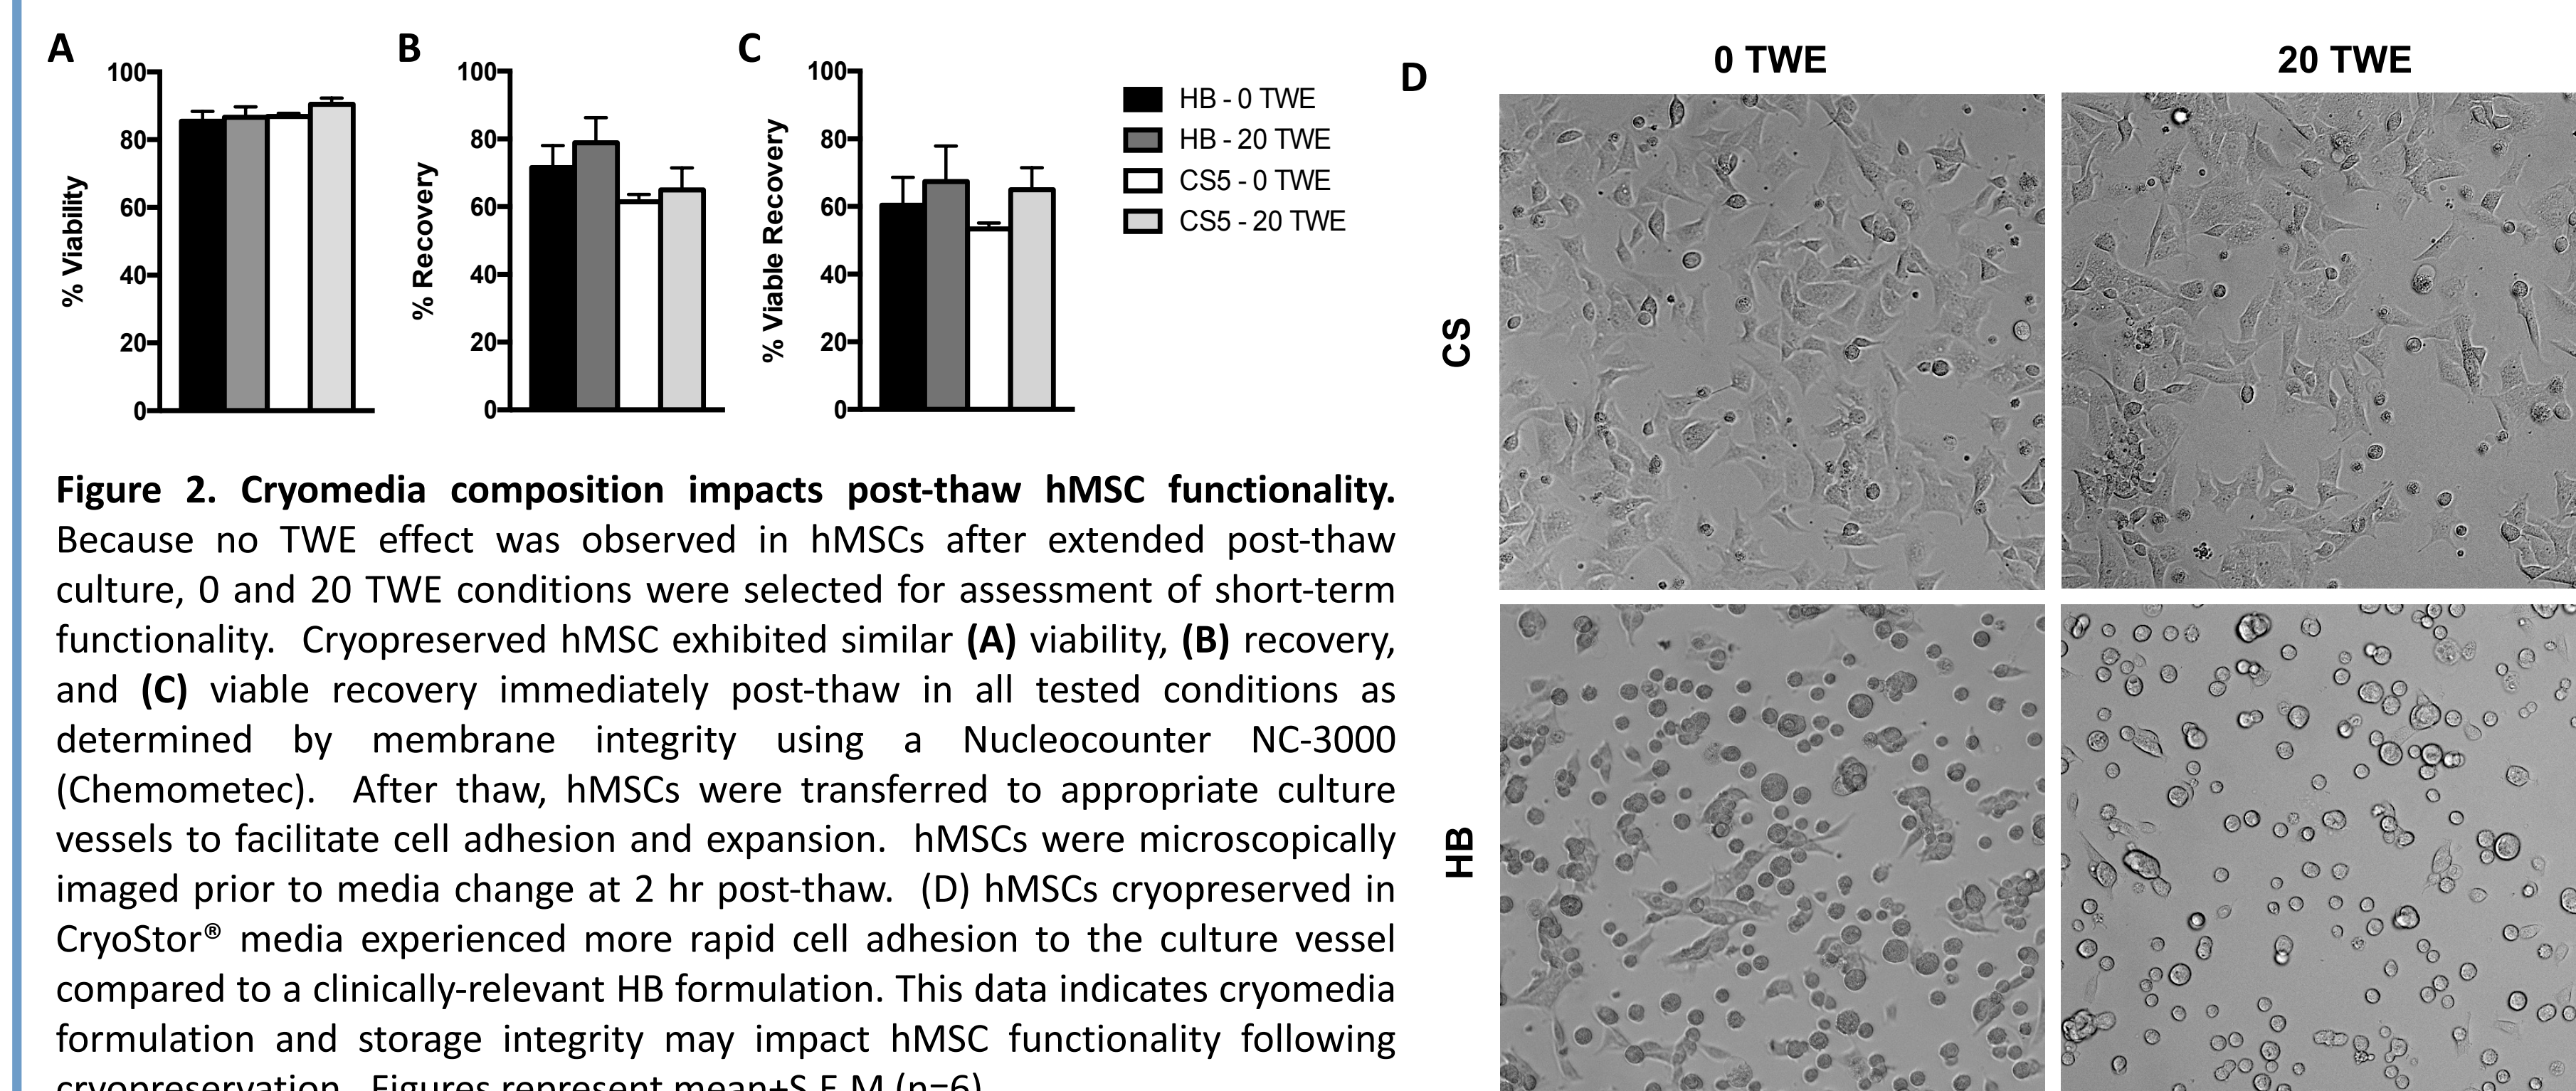 A
100
80
60
40
20
0
% Viability
B
100
80
60
40
20
0
% Recovery
C
100
80
60
40
20
0
% Viable Recovery
HB - 0 TWE
HB - 20 TWE
CS5 - 0 TWE
CS5 - 20 TWE
Figure 2. Cryomedia composition impacts post-thaw hMSC functionality.
Because no TWE effect was observed in hMSCs after extended post-thaw
culture, 0 and 20 TWE conditions were selected for assessment of short-term
functionality. Cryopreserved hMSC exhibited similar (A) viability, (B) recovery,
and (C) viable recovery immediately post-thaw in all tested conditions as
determined by membrane integrity using a Nucleocounter NC-3000
(Chemometec). After thaw, hMSCs were transferred to appropriate culture
vessels to facilitate cell adhesion and expansion. hMSCs were microscopically
imaged prior to media change at 2 hr post-thaw. (D) hMSCs cryopreserved in
CryoStor® media experienced more rapid cell adhesion to the culture vessel
compared to a clinically-relevant HB formulation. This data indicates cryomedia
formulation and storage integrity may impact hMSC functionality following
cryopreservation. Figures represent mean+S.E.M (n=6)
D
0 TWE
20 TWE
CS
HB